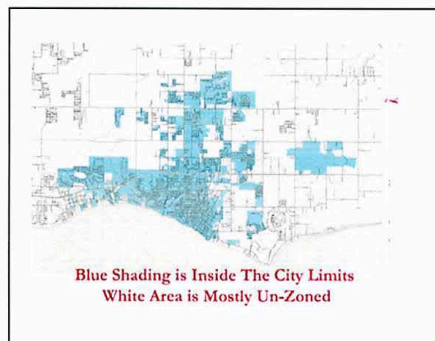 Blue Shading is Inside The City Limits
White Area is Mostly Un-Zoned